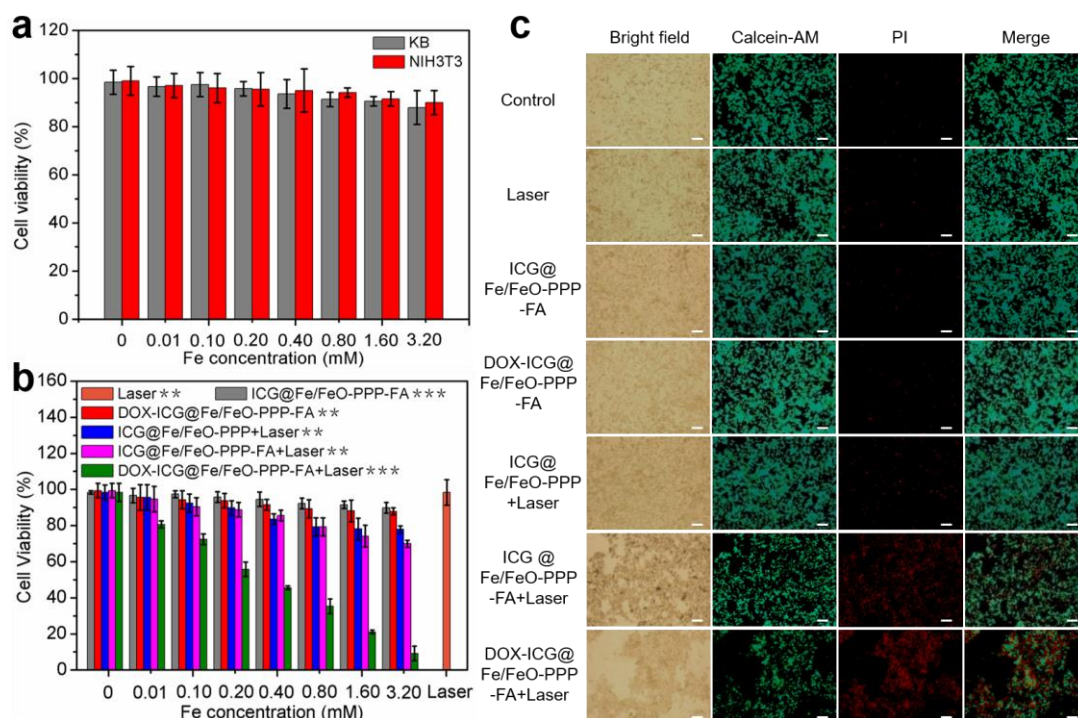 a
120
100
80
60
40
20
0
Cell viability (%)
KB
NIH3T3
0 0.01 0.10 0.20 0.40 0.80 1.60 3.20
Fe concentration (mM)
b
160
140
120
100
80
60
40
20
0
Cell Viability (%)
Laser**
ICG@Fe/FeO-PPP-FA***
DOX-ICG@Fe/FeO-PPP-FA**
ICG@Fe/FeO-PPP+Laser**
ICG@Fe/FeO-PPP-FA+Laser**
DOX-ICG@Fe/FeO-PPP-FA+Laser***
0 0.01 0.10 0.20 0.40 0.80 1.60 3.20 Laser
Fe concentration (mM)
c
Bright field Calcein-AM PI Merge
Control
Laser
ICG@
Fe/FeO-PPP
-FA
DOX-ICG@
Fe/FeO-PPP
-FA
ICG@
Fe/FeO-PPP
+Laser
ICG @
Fe/FeO-PPP
-FA+Laser
DOX-ICG@
Fe/FeO-PPP
-FA+Laser